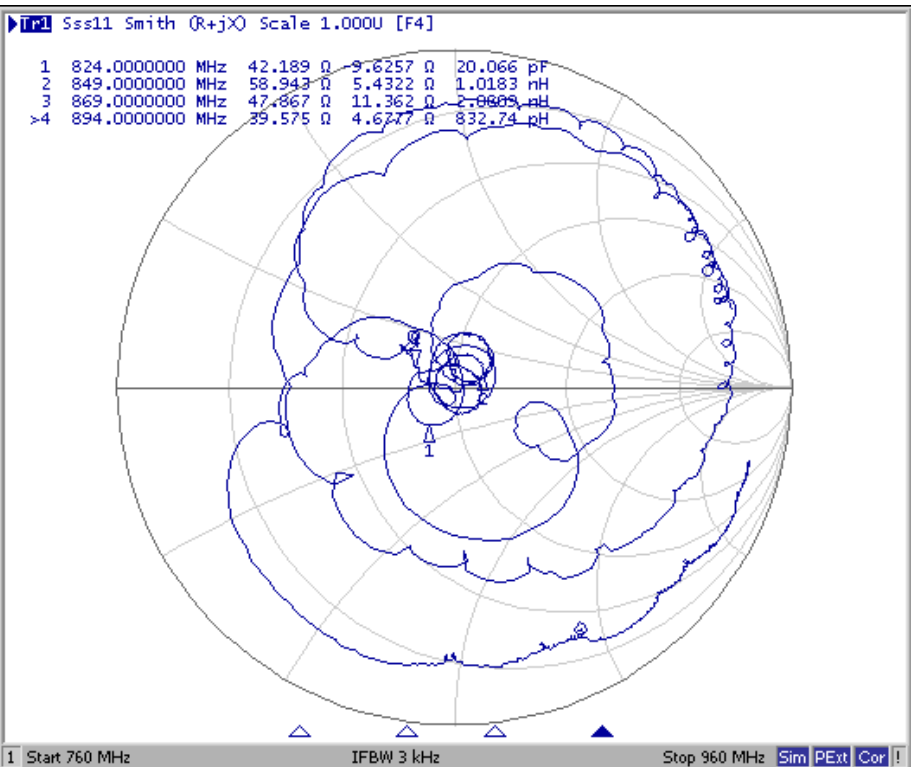 Tr1 Sss11 Smith (R+jX) Scale 1.000U [F4]
1 824.0000000 MHz 42.189 Ω -9.6257 Ω 20.066 pF
2 849.0000000 MHz 58.943 Ω 5.4322 Ω 1.0183 nH
3 869.0000000 MHz 47.867 Ω 11.362 Ω 2.0809 nH
>4 894.0000000 MHz 39.575 Ω 4.6777 Ω 832.74 pH
1
1 Start 760 MHz IFBW 3 kHz Stop 960 MHz Sim PExt Cor !